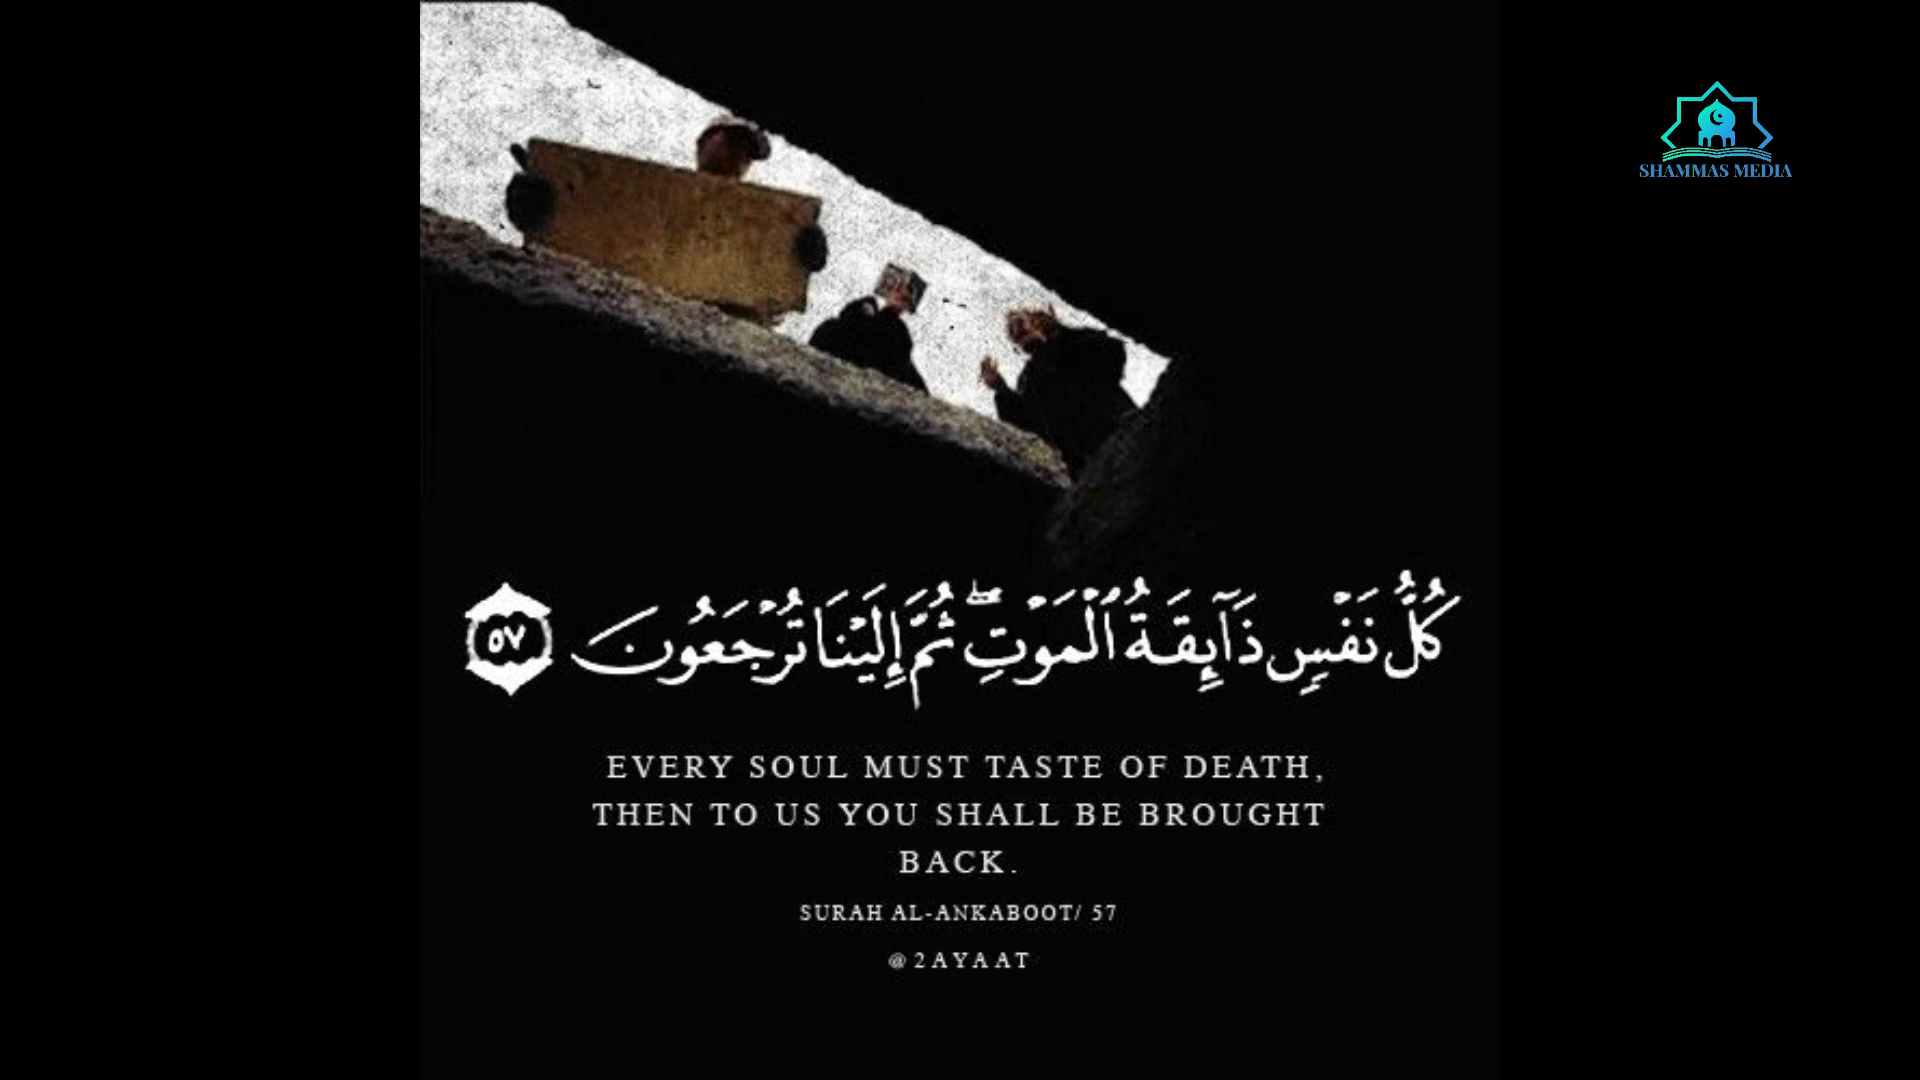 SHAMMAS MEDIA
كُلُّ نَفْسٍ ذَآئِقَةُ ٱلْمَوْتِ ۖ ثُمَّ إِلَيْنَا تُرْجَعُونَ ٥٧
EVERY SOUL MUST TASTE OF DEATH,
THEN TO US YOU SHALL BE BROUGHT
BACK.
SURAH AL-ANKABOOT/ 57
@2AYAAT